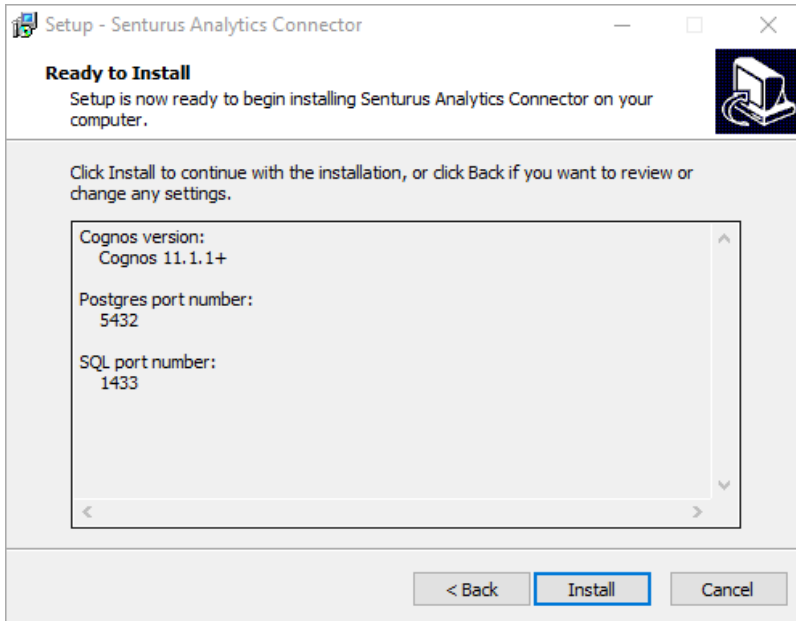 Setup - Senturus Analytics Connector
Ready to Install
Setup is now ready to begin installing Senturus Analytics Connector on your
computer.
Click Install to continue with the installation, or click Back if you want to review or
change any settings.
Cognos version:
Cognos 11.1.1+
Postgres port number:
5432
SQL port number:
1433
< Back
Install
Cancel